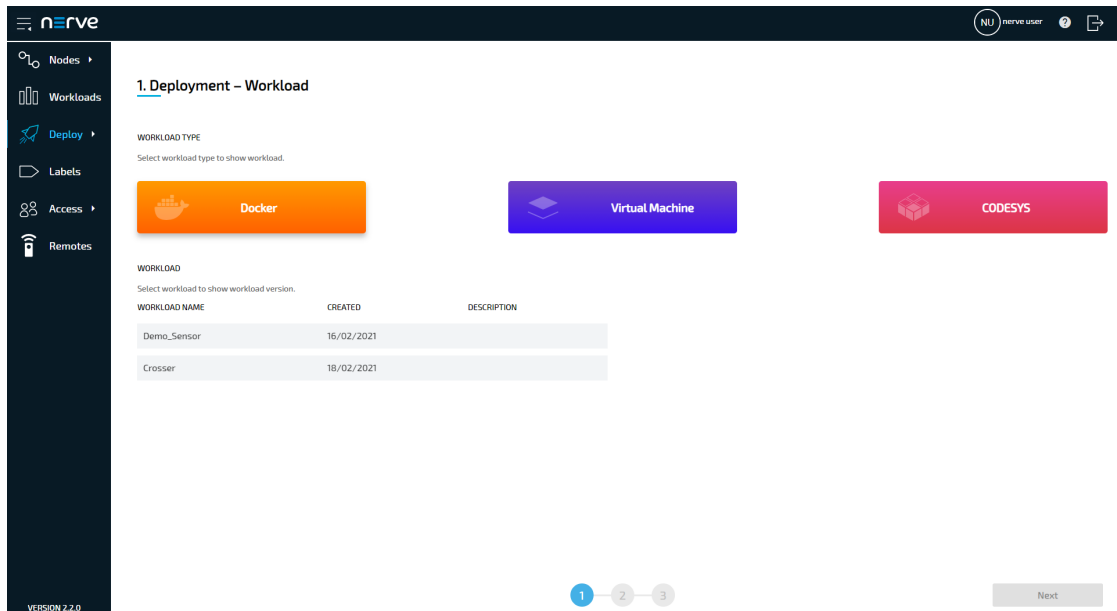 nerve
NU nerve user ?
Nodes
Workloads
Deploy
Labels
Access
Remotes
VERSION 2.2.0
1. Deployment – Workload
WORKLOAD TYPE
Select workload type to show workload.
Docker Virtual Machine CODESYS
WORKLOAD
Select workload to show workload version.
WORKLOAD NAME CREATED DESCRIPTION
Demo_Sensor 16/02/2021
Crosser 18/02/2021
1 2 3
Next